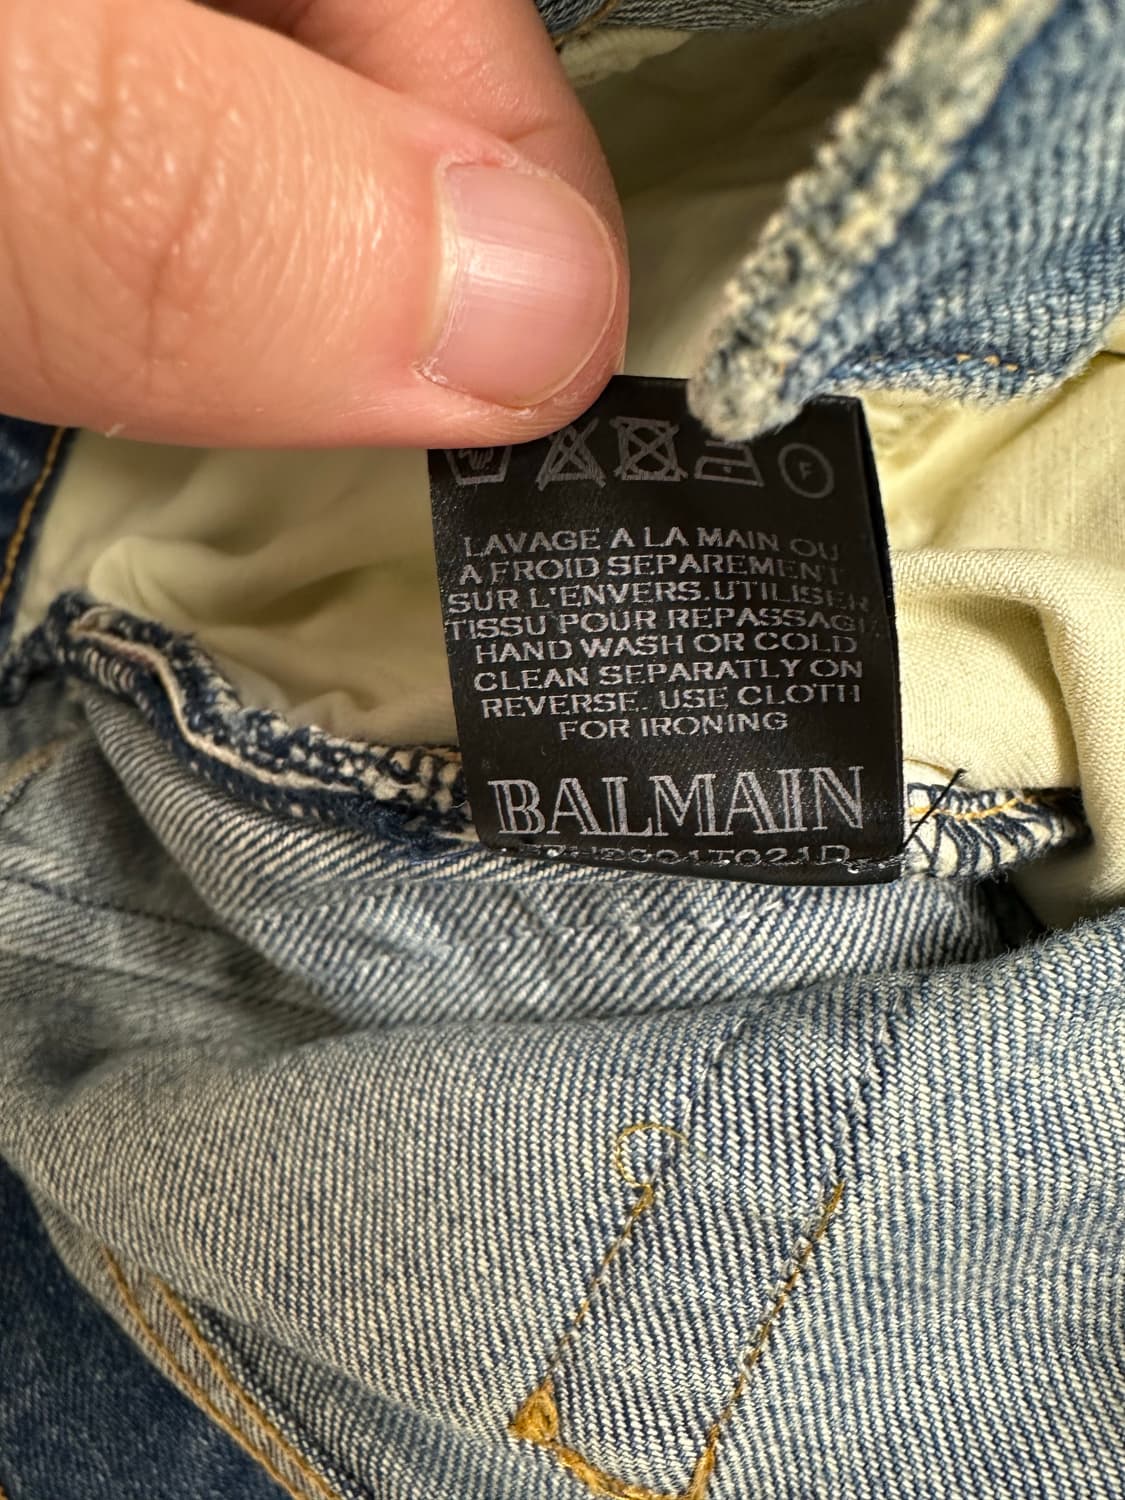 F
LAVAGE A LA MAIN OU
A FROID SEPAREMENT
SUR L'ENVERS.UTILISER
TISSU POUR REPASSAG
HAND WASH OR COLD
CLEAN SEPARATLY ON
REVERSE. USE CLOTH
FOR IRONING
BALMAIN